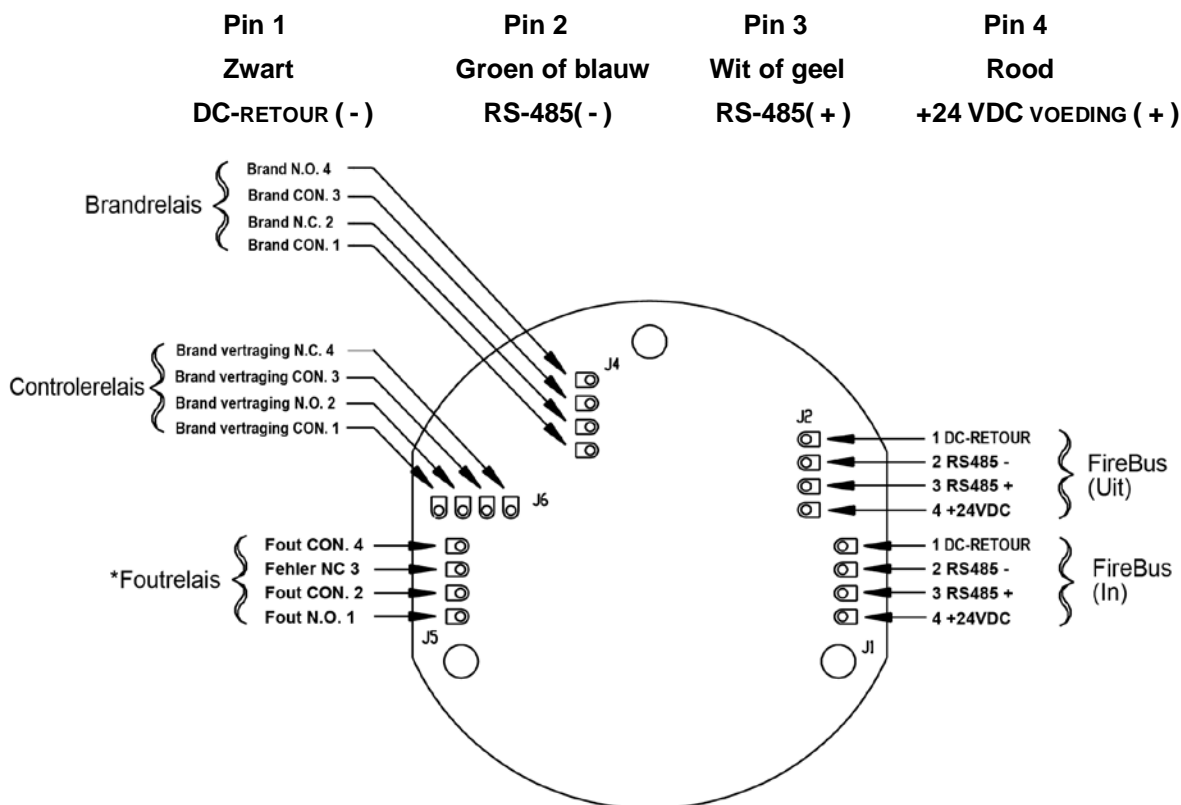 Pin 1 Pin 2 Pin 3 Pin 4
Zwart Groen of blauw Wit of geel Rood
DC-RETOUR ( - ) RS-485( - ) RS-485( + ) +24 VDC VOEDING ( + )
Brandrelais
Brand N.O. 4
Brand CON. 3
Brand N.C. 2
Brand CON. 1
J4
Controlerelais
Brand vertraging N.C. 4
Brand vertraging CON. 3
Brand vertraging N.O. 2
Brand vertraging CON. 1
J6
*Foutrelais
Fout CON. 4
Fehler NC 3
Fout CON. 2
Fout N.O. 1
J5
J2
1 DC-RETOUR
2 RS485 -
3 RS485 +
4 +24VDC
FireBus
(Uit)
1 DC-RETOUR
2 RS485 -
3 RS485 +
4 +24VDC
FireBus
(In)
J1